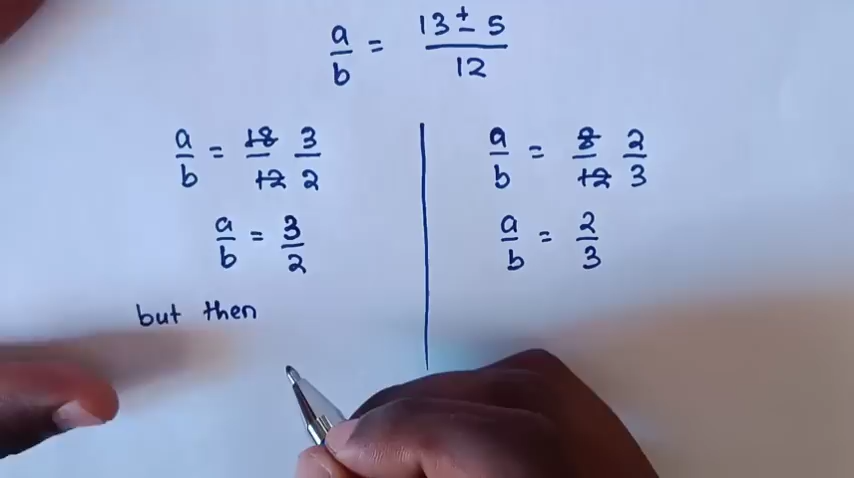 a/b = 13 ± 5 / 12
a/b = 18/12 3/2
a/b = 3/2
but then
a/b = 8/12 2/3
a/b = 2/3